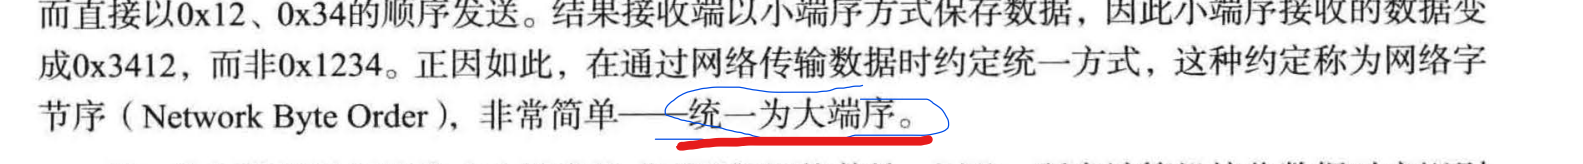 而直接以0x12、0x34的顺序发送。结果接收端以小端序方式保存数据，因此小端序接收的数据变
成0x3412，而非0x1234。正因如此，在通过网络传输数据时约定统一方式，这种约定称为网络字
节序（Network Byte Order），非常简单——统一为大端序。